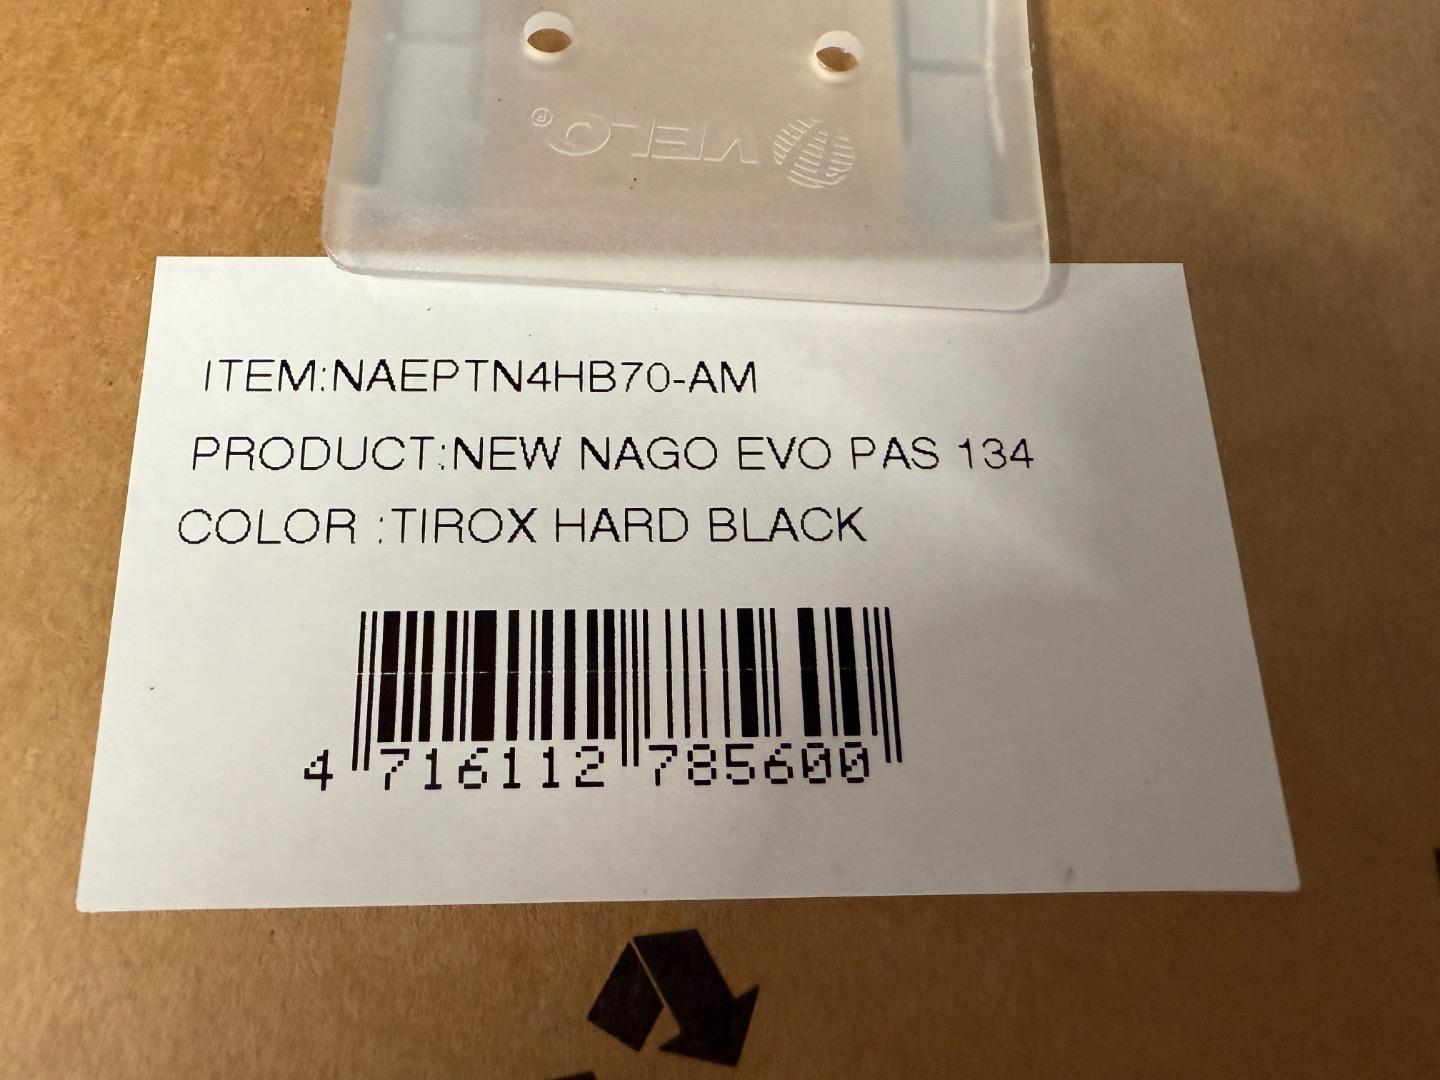 VELO
ITEM:NAEPTN4HB70-AM
PRODUCT:NEW NAGO EVO PAS 134
COLOR :TIROX HARD BLACK
4 716112 785600